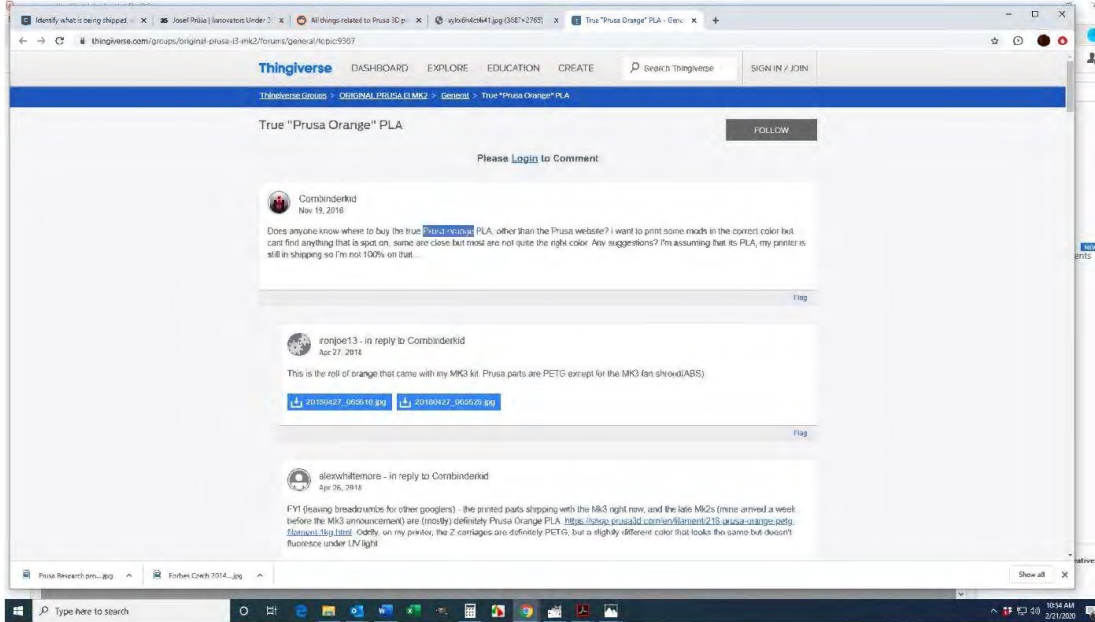 Identify what is being shipped,
Josef Průša | Innovators Under 3
All things related to Prusa 3D p
(3687×2765)
True "Prusa Orange" PLA - Gene
thingiverse.com/groups/original-prusa-i3-mk2/forums/general/topic:9307
Thingiverse DASHBOARD EXPLORE EDUCATION CREATE Search Thingiverse SIGN IN / JOIN
Thingiverse Groups > ORIGINAL PRUSA I3 MK2 > General > True "Prusa Orange" PLA
True "Prusa Orange" PLA
FOLLOW
Please Login to Comment
Cornbinderkid
Nov 19, 2016
Does anyone know where to buy the true Prusa orange PLA, other than the Prusa website? i want to print some mods in the correct color but
cant find anything that is spot on, some are close but most are not quite the right color. Any suggestions? I'm assuming that its PLA, my printer is
still in shipping so I'm not 100% on that...
Flag
ironjoe13 - in reply to Cornbinderkid
Apr 27, 2018
This is the roll of orange that came with my MK3 kit. Prusa parts are PETG except for the MK3 fan shroud(ABS)
20180427_065618.jpg 20180427_065625.jpg
Flag
alexwhittemore - in reply to Cornbinderkid
Apr 26, 2018
FYI (leaving breadcrumbs for other googlers) - the printed parts shipping with the Mk3 right now, and the late Mk2s (mine arrived a week
before the Mk3 announcement) are (mostly) definitely Prusa Orange PLA. https://shop.prusa3d.com/en/filament/216-prusa-orange-petg-
filament-1kg.html. Oddly, on my printer, the Z carriages are definitely PETG, but a slightly different color that looks the same but doesn't
fluoresce under UV light.
NEW
ents
ative
Prusa Research pro....jpg Forbes Czech 2014....jpg Show all
Type here to search
10:54 AM
2/21/2020